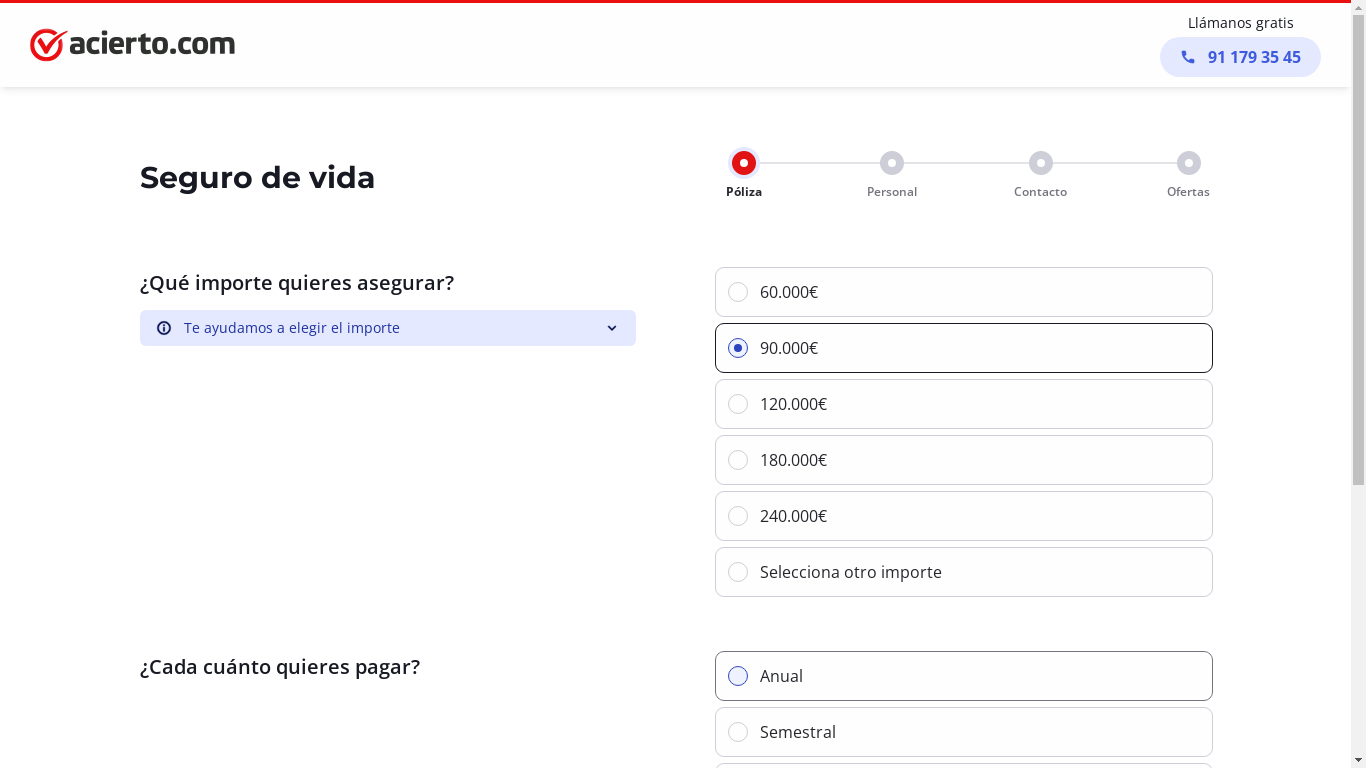 acierto.com
Llámanos gratis
91 179 35 45
Seguro de vida
Póliza
Personal
Contacto
Ofertas
¿Qué importe quieres asegurar?
Te ayudamos a elegir el importe
60.000€
90.000€
120.000€
180.000€
240.000€
Selecciona otro importe
¿Cada cuánto quieres pagar?
Anual
Semestral